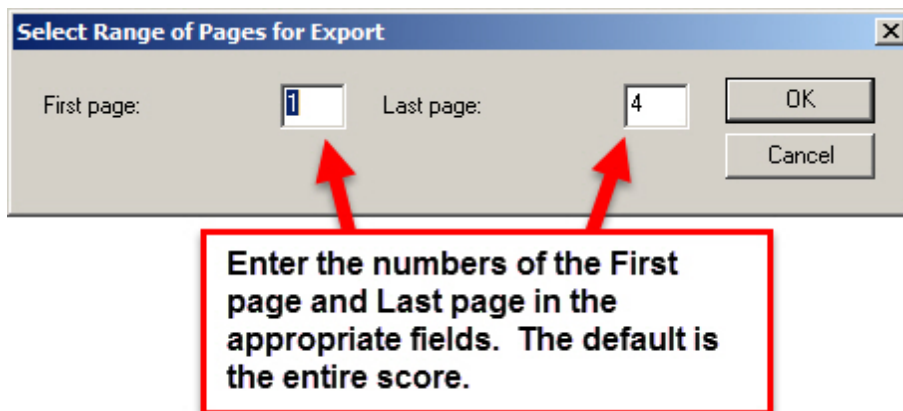 Select Range of Pages for Export
First page: 1 Last page: 4 OK
Cancel
Enter the numbers of the First
page and Last page in the
appropriate fields.  The default is
the entire score.